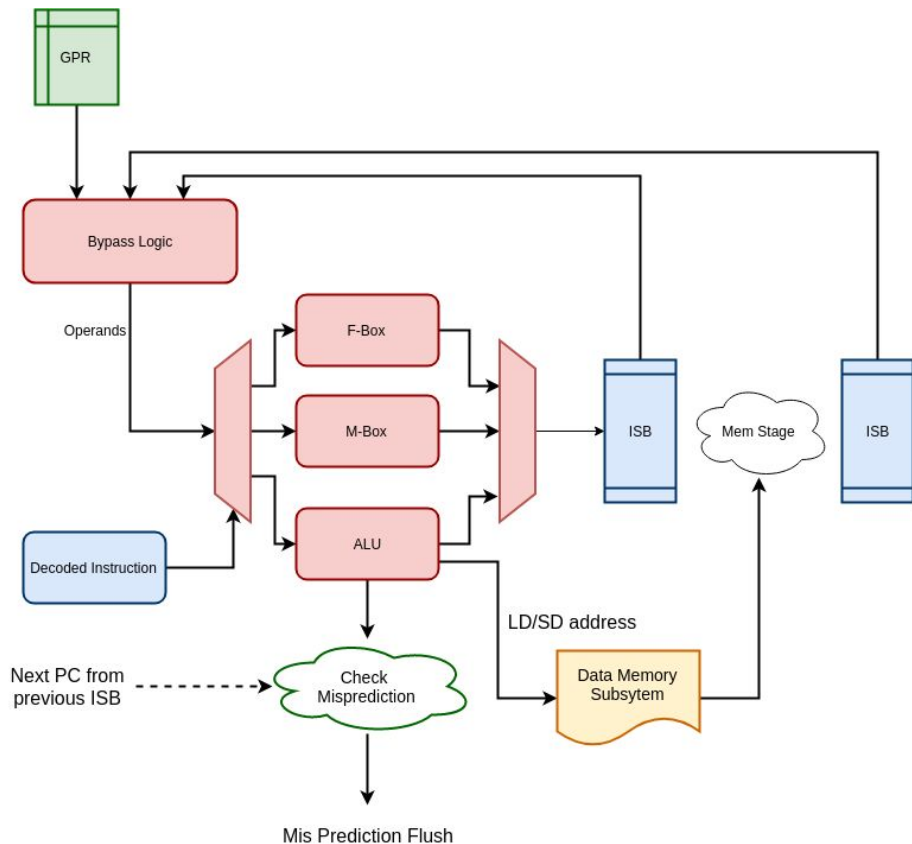 GPR
Bypass Logic
Operands
F-Box
M-Box
ISB
Mem Stage
ISB
ALU
Decoded Instruction
LD/SD address
Next PC from
previous ISB
Check
Misprediction
Data Memory
Subsytem
Mis Prediction Flush